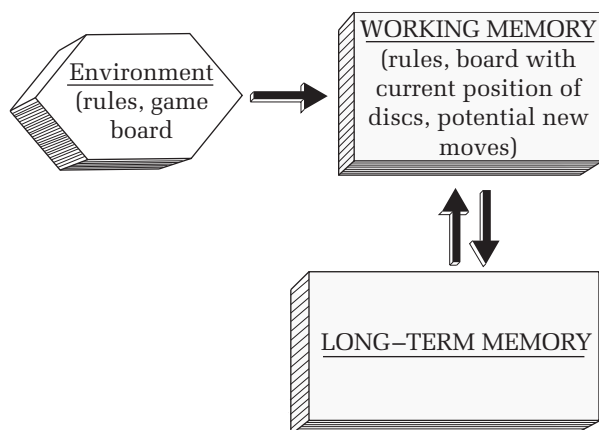 Environment
(rules, game
board
WORKING MEMORY
(rules, board with
current position of
discs, potential new
moves)
LONG–TERM MEMORY